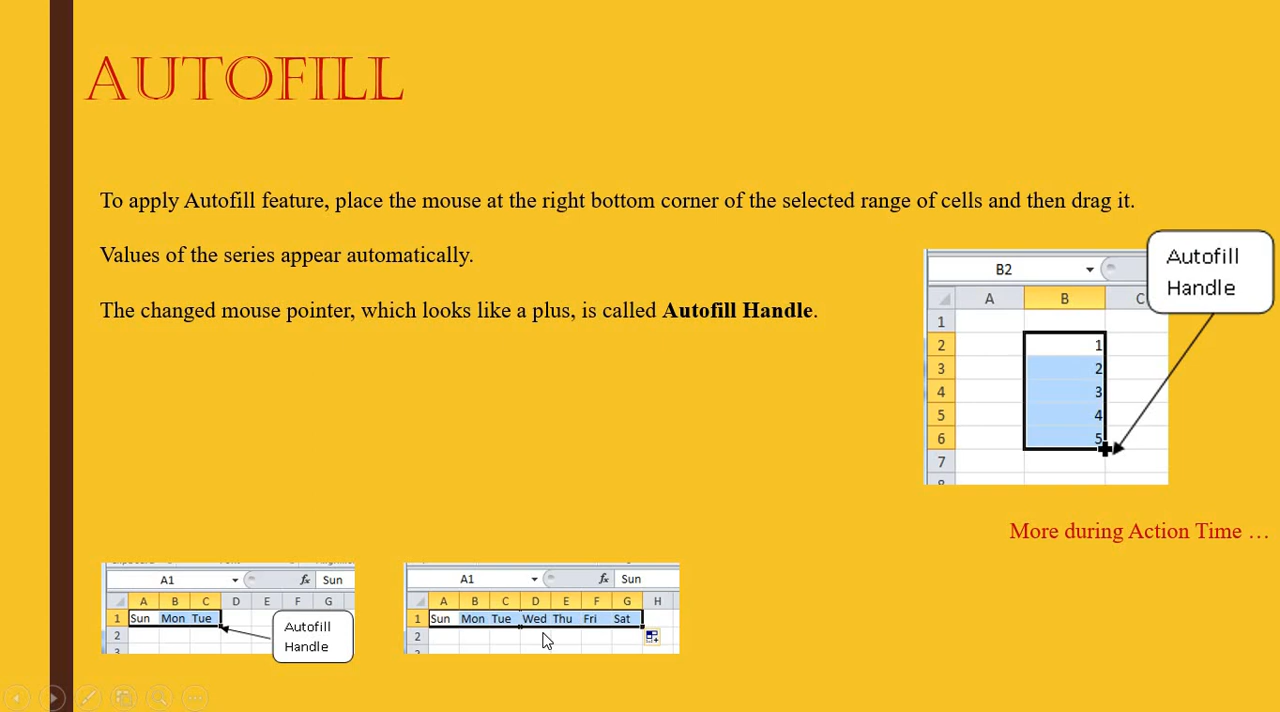 AUTOFILL
To apply Autofill feature, place the mouse at the right bottom corner of the selected range of cells and then drag it.
Values of the series appear automatically.
The changed mouse pointer, which looks like a plus, is called Autofill Handle.
Autofill
Handle
B2
A B C
1
2 1
3 2
4 3
5 4
6 5
7
8
More during Action Time …
A1 fx Sun
A B C D E F G
1 Sun Mon Tue
2
3
Autofill
Handle
A1 fx Sun
A B C D E F G H
1 Sun Mon Tue Wed Thu Fri Sat
2